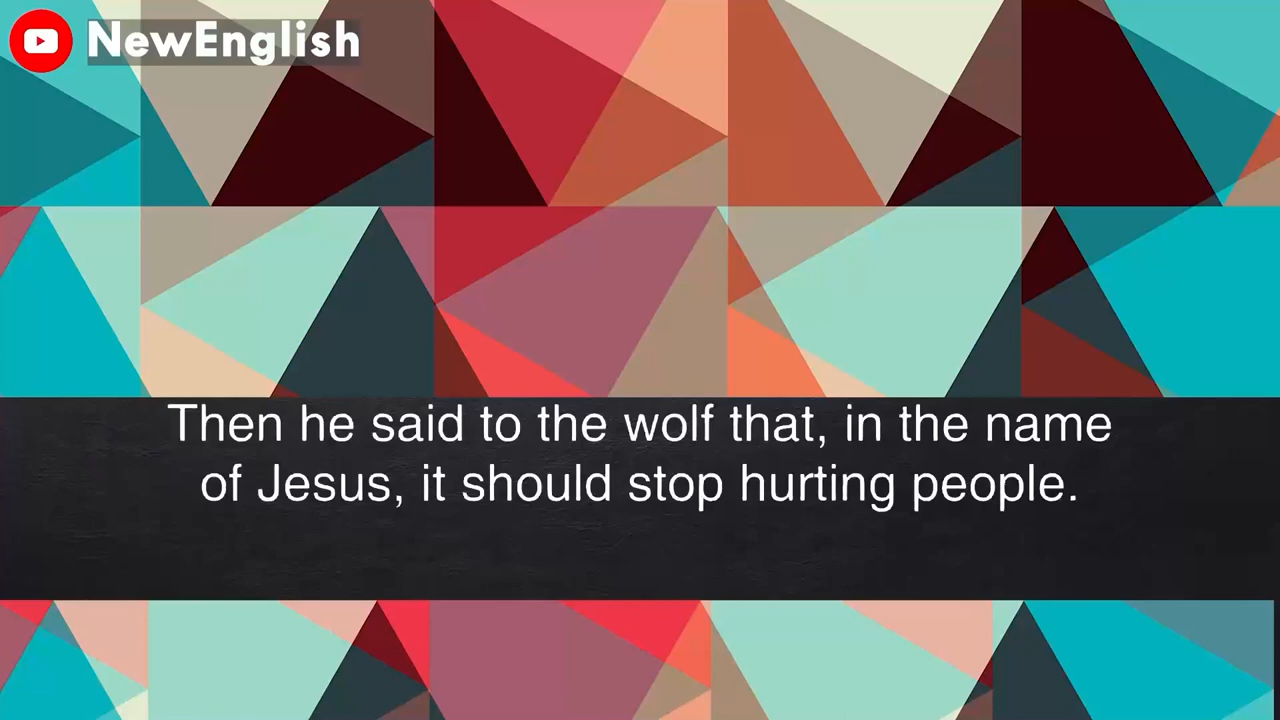 NewEnglish
Then he said to the wolf that, in the name
of Jesus, it should stop hurting people.